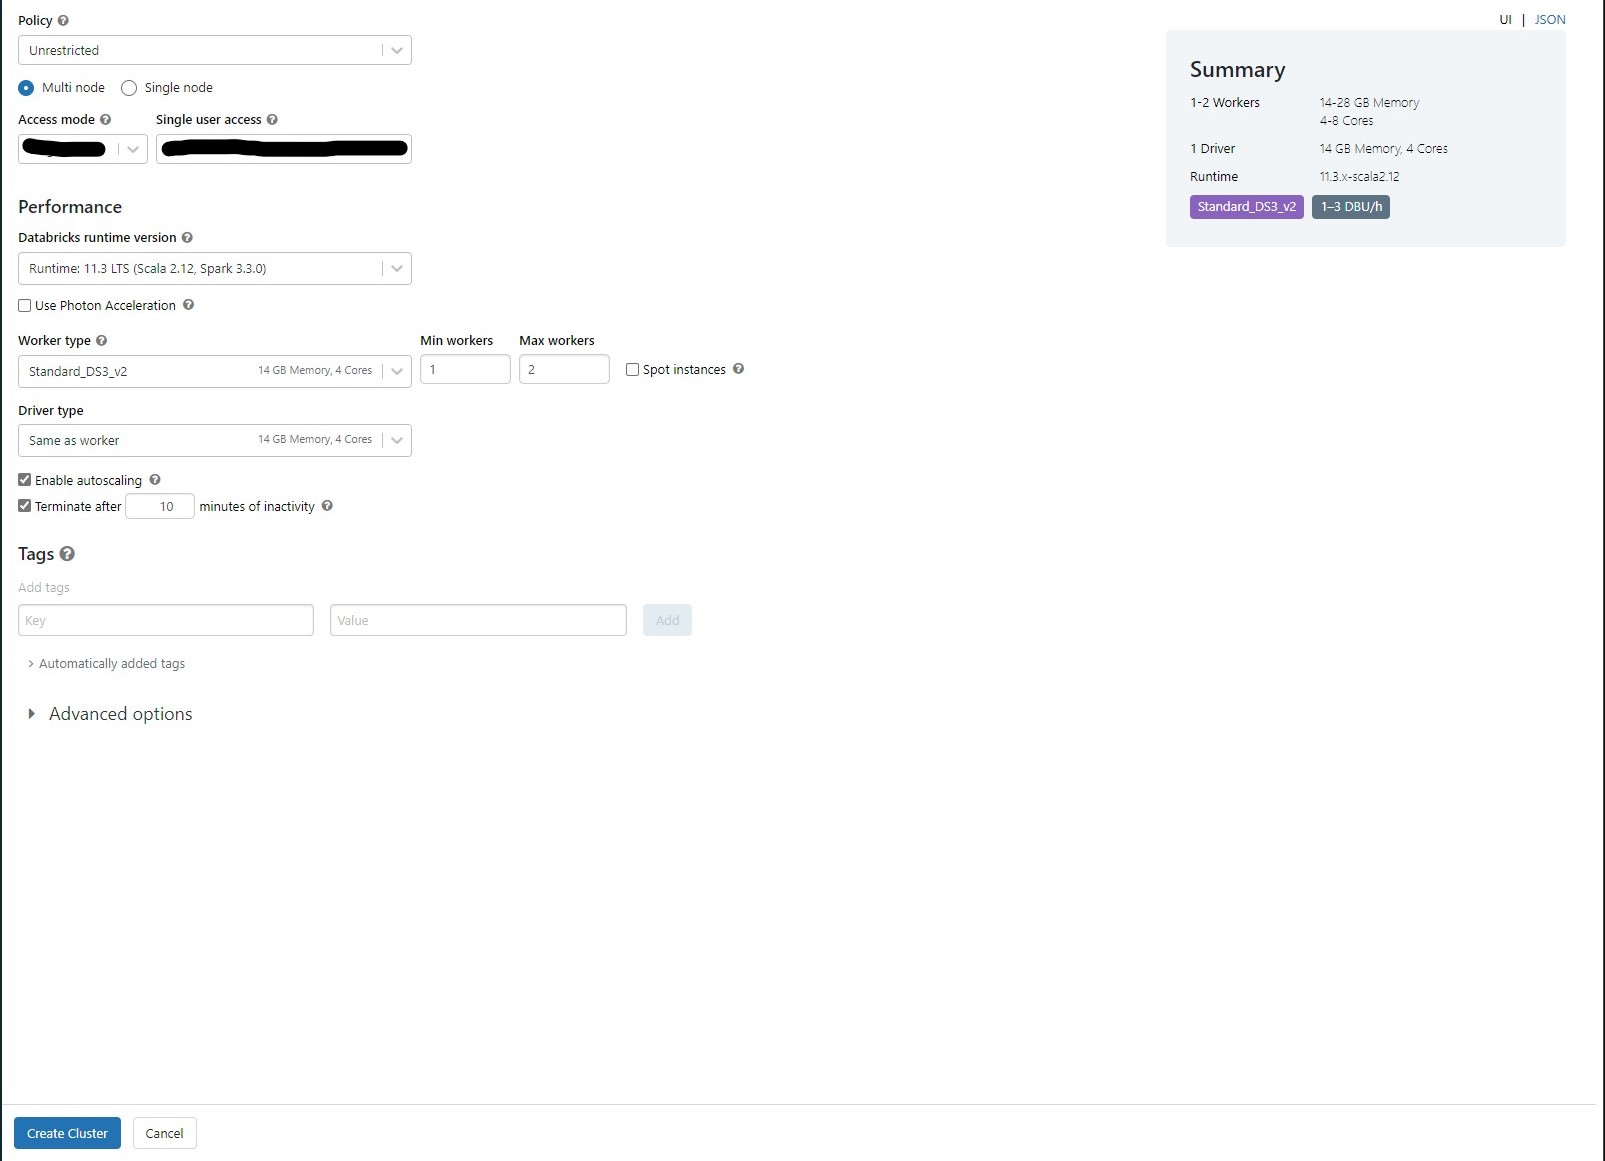 UI | JSON
Policy
Unrestricted
Multi node Single node
Access mode Single user access
Performance
Databricks runtime version
Runtime: 11.3 LTS (Scala 2.12, Spark 3.3.0)
Use Photon Acceleration
Worker type Min workers Max workers
Standard_DS3_v2 14 GB Memory, 4 Cores 1 2 Spot instances
Driver type
Same as worker 14 GB Memory, 4 Cores
Enable autoscaling
Terminate after 10 minutes of inactivity
Tags
Add tags
Key Value Add
> Automatically added tags
Advanced options
Summary
1-2 Workers 14-28 GB Memory
4-8 Cores
1 Driver 14 GB Memory, 4 Cores
Runtime 11.3.x-scala2.12
Standard_DS3_v2 1–3 DBU/h
Create Cluster Cancel